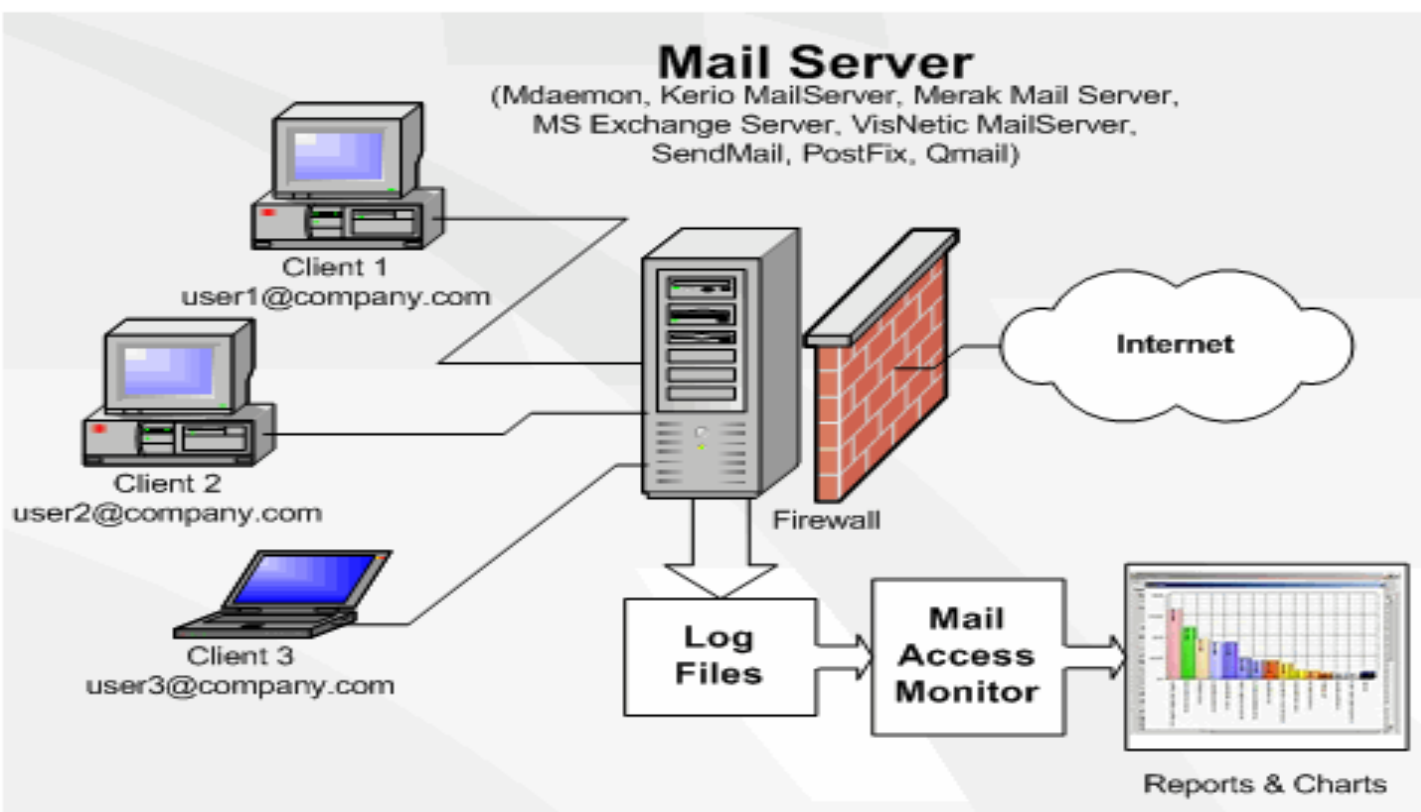 Mail Server
(Mdaemon, Kerio MailServer, Merak Mail Server,
MS Exchange Server, VisNetic MailServer,
SendMail, PostFix, Qmail)
Client 1
user1@company.com
Internet
Client 2
user2@company.com
Firewall
Client 3
user3@company.com
Log
Files
Mail
Access
Monitor
Reports & Charts